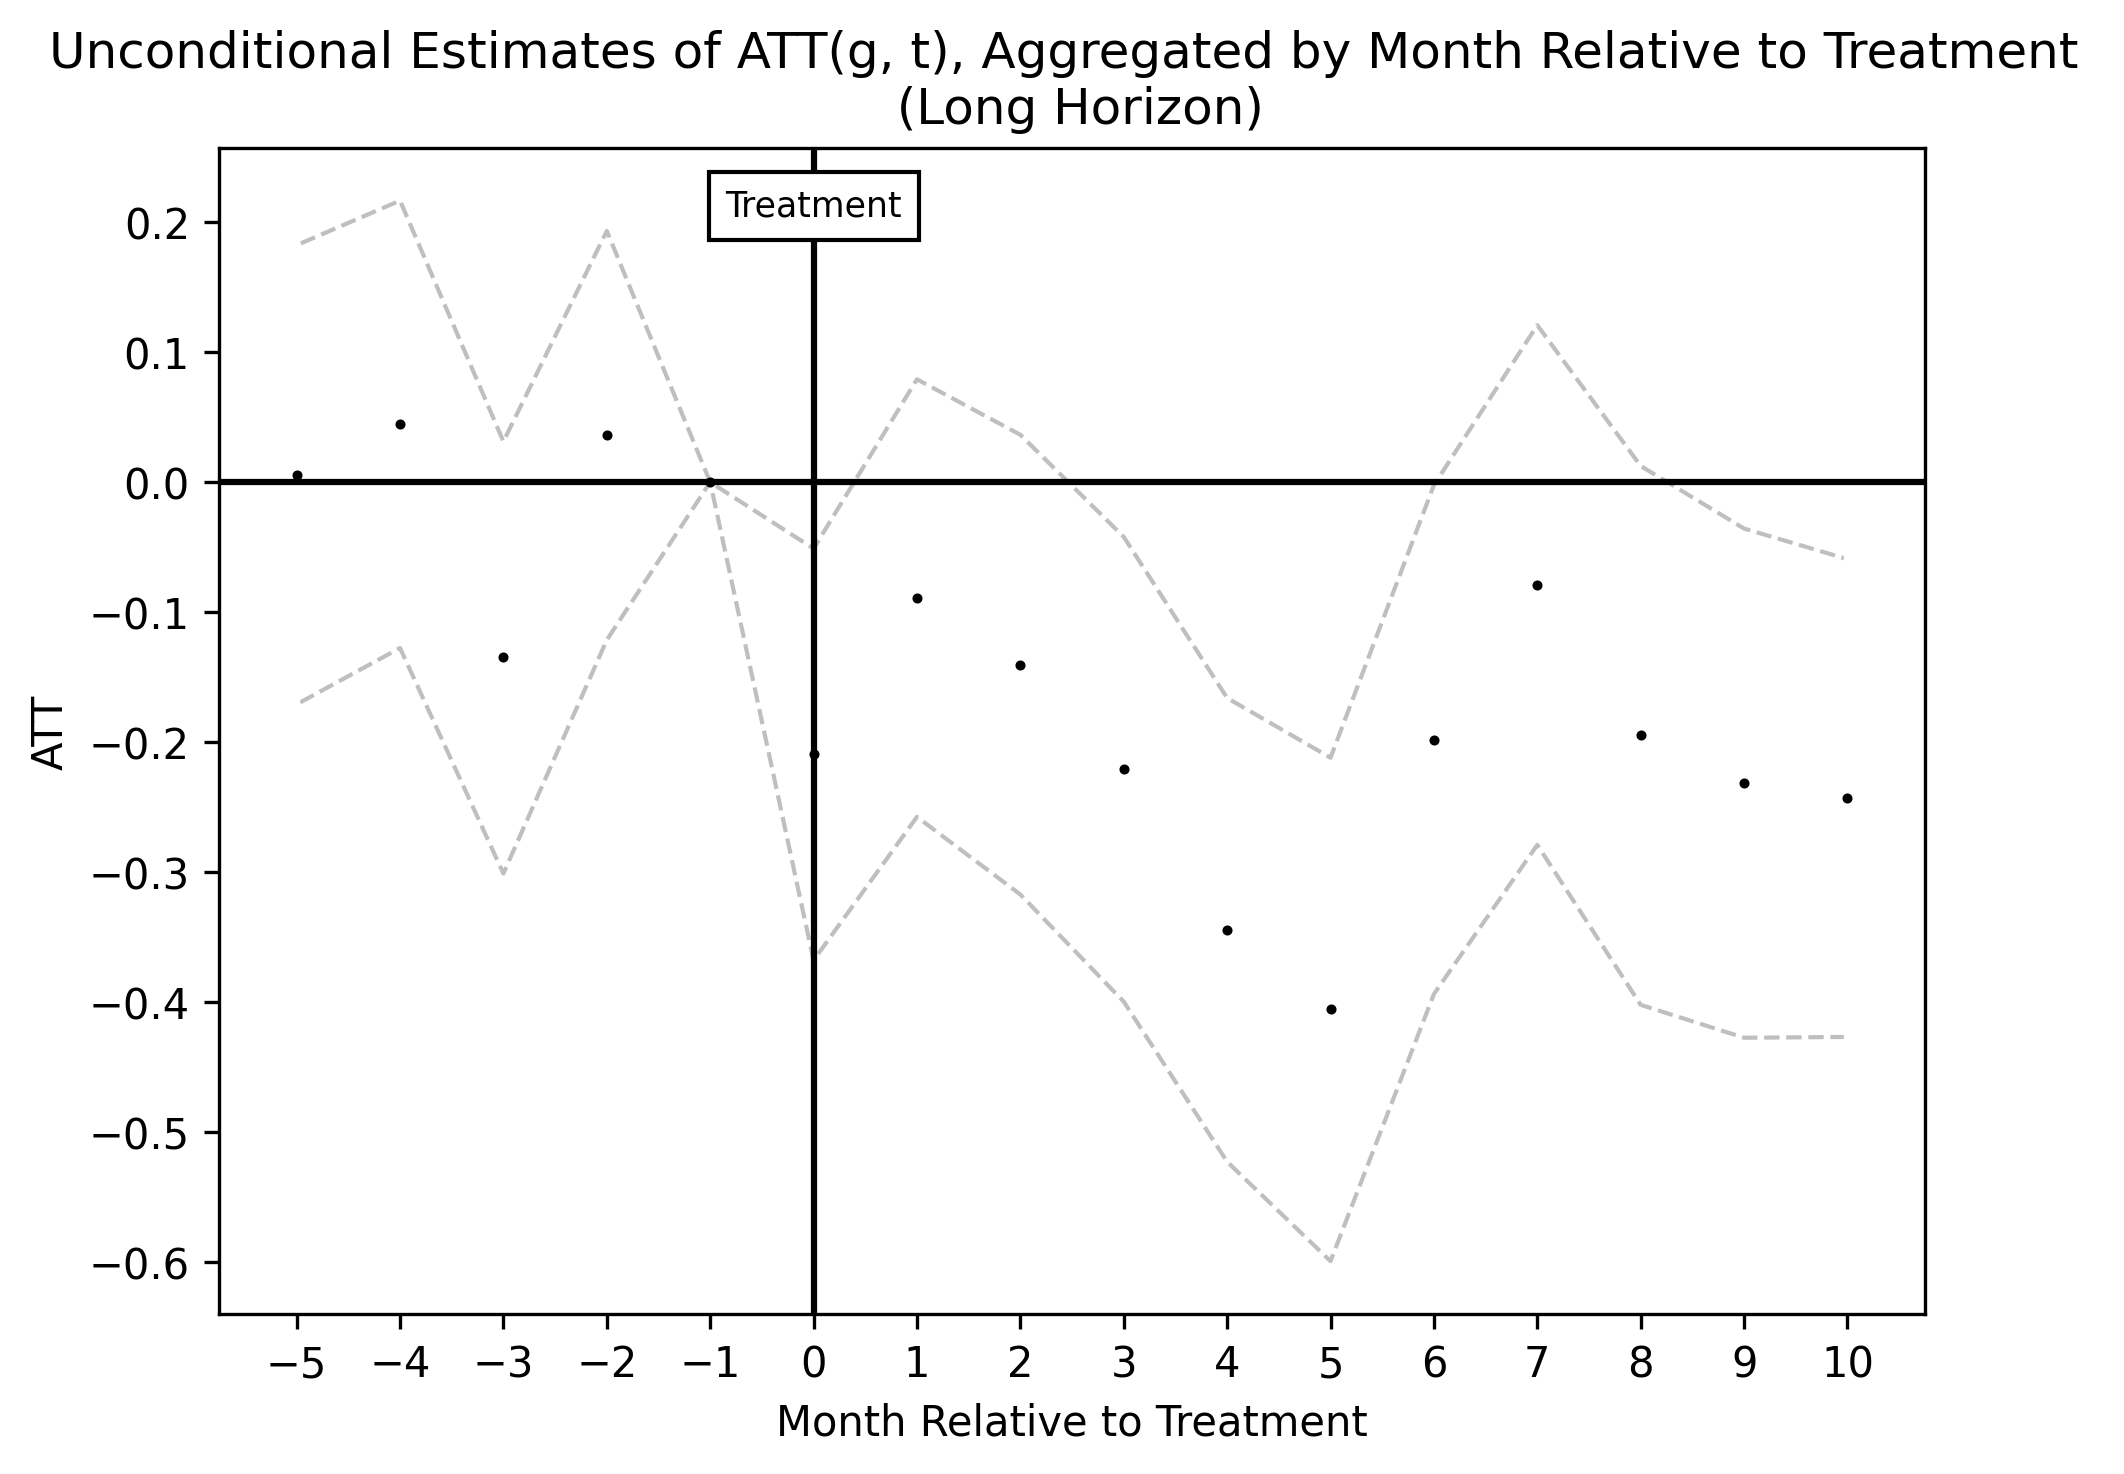 Unconditional Estimates of ATT(g, t), Aggregated by Month Relative to Treatment
(Long Horizon)
Treatment
0.2
0.1
0.0
−0.1
−0.2
−0.3
−0.4
−0.5
−0.6
ATT
−5 −4 −3 −2 −1 0 1 2 3 4 5 6 7 8 9 10
Month Relative to Treatment